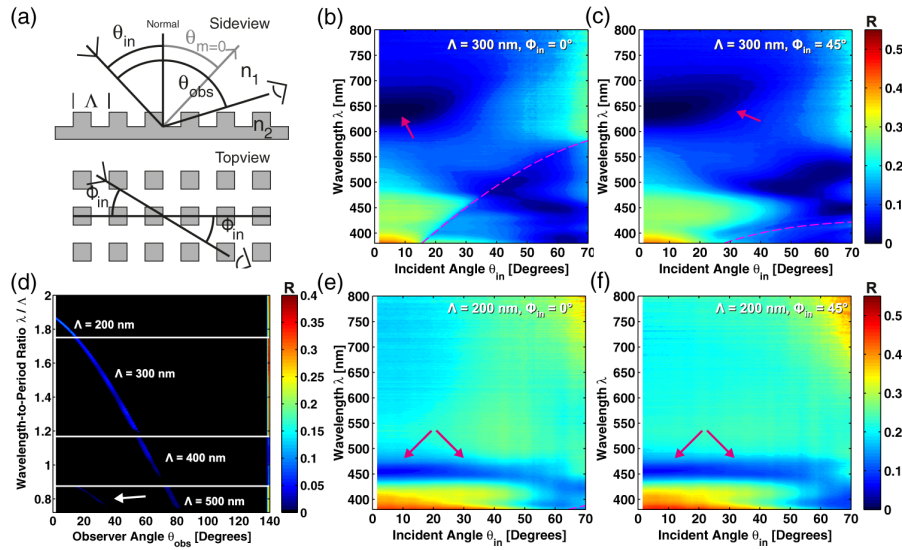 (a)
Normal
Sideview
θin
θm=0
θobs
n1
n2
Λ
Topview
Φin
Φin
(b)
Λ = 300 nm, Φin = 0°
Wavelength λ [nm]
800
750
700
650
600
550
500
450
400
0 10 20 30 40 50 60 70
Incident Angle θin [Degrees]
(c)
Λ = 300 nm, Φin = 45°
Wavelength λ [nm]
800
750
700
650
600
550
500
450
400
0 10 20 30 40 50 60 70
Incident Angle θin [Degrees]
R
0.5
0.4
0.3
0.2
0.1
0
(d)
Wavelength-to-Period Ratio λ / Λ
2
1.8
1.6
1.4
1.2
1
0.8
Λ = 200 nm
Λ = 300 nm
Λ = 400 nm
Λ = 500 nm
0 20 40 60 80 100 120 140
Observer Angle θobs [Degrees]
R
0.4
0.35
0.3
0.25
0.2
0.15
0.1
0.05
0
(e)
Λ = 200 nm, Φin = 0°
Wavelength λ [nm]
800
750
700
650
600
550
500
450
400
0 10 20 30 40 50 60 70
Incident Angle θin [Degrees]
(f)
Λ = 200 nm, Φin = 45°
Wavelength λ [nm]
800
750
700
650
600
550
500
450
400
0 10 20 30 40 50 60 70
Incident Angle θin [Degrees]
R
0.5
0.4
0.3
0.2
0.1
0